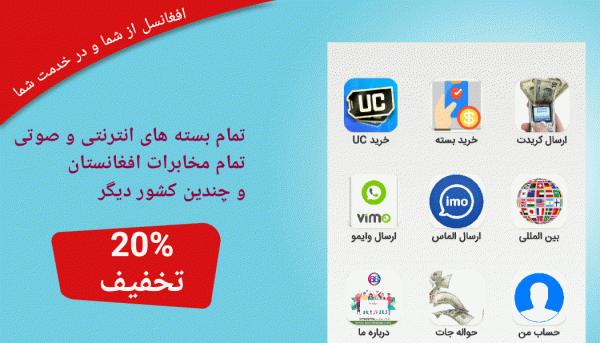 افغانسل از شما و در خدمت شما
تمام بسته های انترنتی و صوتی
تمام مخابرات افغانستان
و چندین کشور دیگر
20%
تخفیف
UC
ارسال کریدت
خرید بسته
خرید UC
imo
vimo
بین المللی
ارسال الماس
ارسال وایمو
حساب من
حواله جات
درباره ما